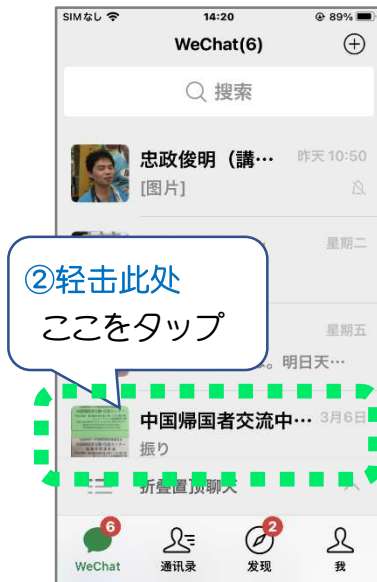 SIMなし 14:20 89%
WeChat(6)
搜索
忠政俊明（講… 昨天 10:50
[图片]
星期二
②轻击此处
ここをタップ
星期五
。明日天…
中国帰国者交流中… 3月6日
振り
折叠置顶聊天
6
2
WeChat 通讯录 发现 我